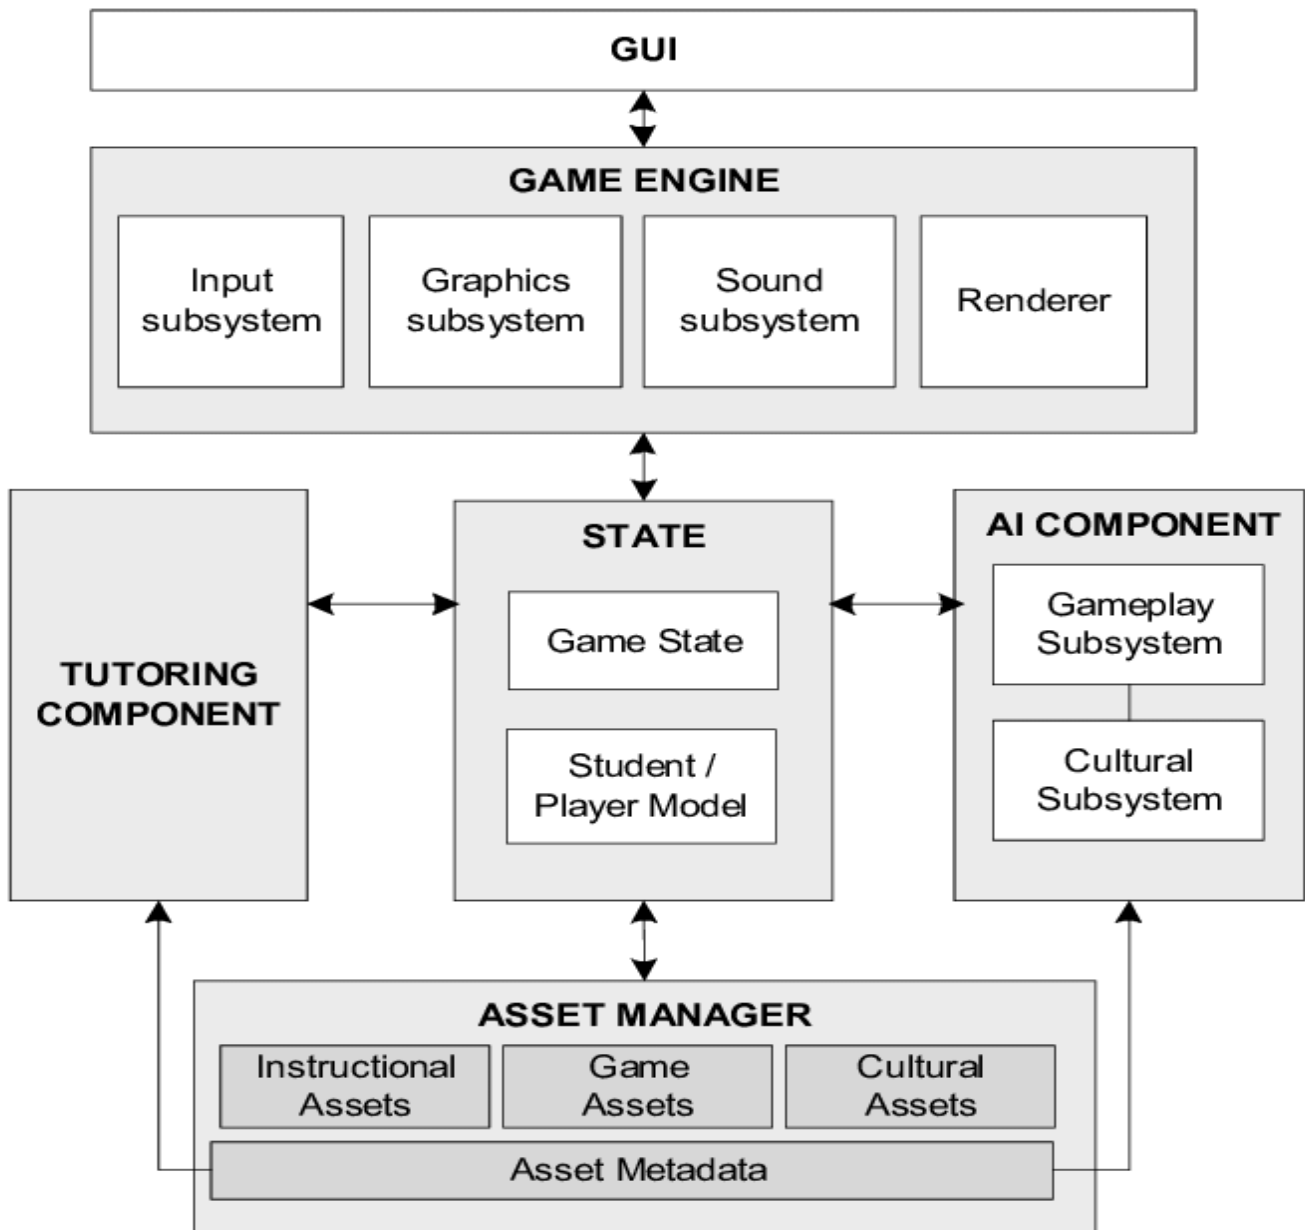 GUI
GAME ENGINE
Input
subsystem
Graphics
subsystem
Sound
subsystem
Renderer
TUTORING
COMPONENT
STATE
Game State
Student /
Player Model
AI COMPONENT
Gameplay
Subsystem
Cultural
Subsystem
ASSET MANAGER
Instructional
Assets
Game
Assets
Cultural
Assets
Asset Metadata